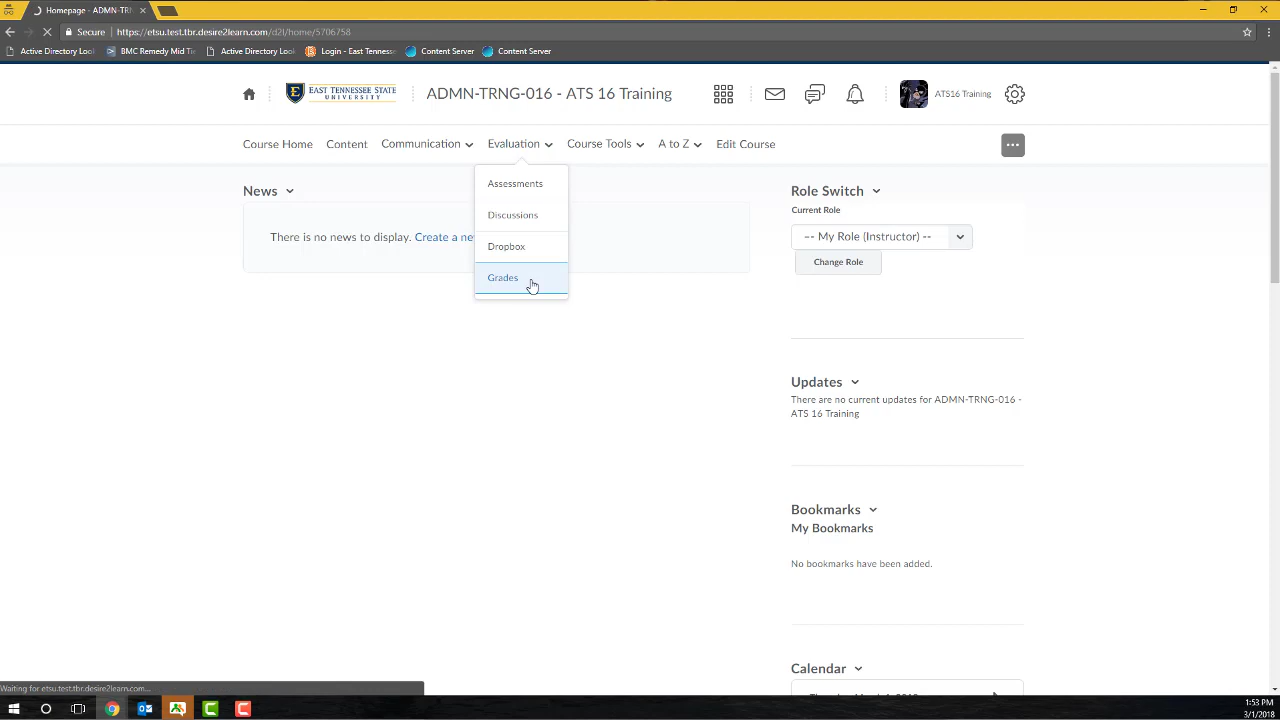 Homepage - ADMN-TRN
Secure https://etsu.test.tbr.desire2learn.com/d2l/home/5706758
Active Directory Look BMC Remedy Mid Tie Active Directory Look Login - East Tenness Content Server Content Server
EAST TENNESSEE STATE
UNIVERSITY
ADMN-TRNG-016 - ATS 16 Training
ATS16 Training
Course Home Content Communication Evaluation Course Tools A to Z Edit Course
News
There is no news to display. Create a ne
Assessments
Discussions
Dropbox
Grades
Role Switch
Current Role
-- My Role (Instructor) --
Change Role
Updates
There are no current updates for ADMN-TRNG-016 -
ATS 16 Training
Bookmarks
My Bookmarks
No bookmarks have been added.
Calendar
Waiting for etsu.test.tbr.desire2learn.com...
1:53 PM
3/1/2018